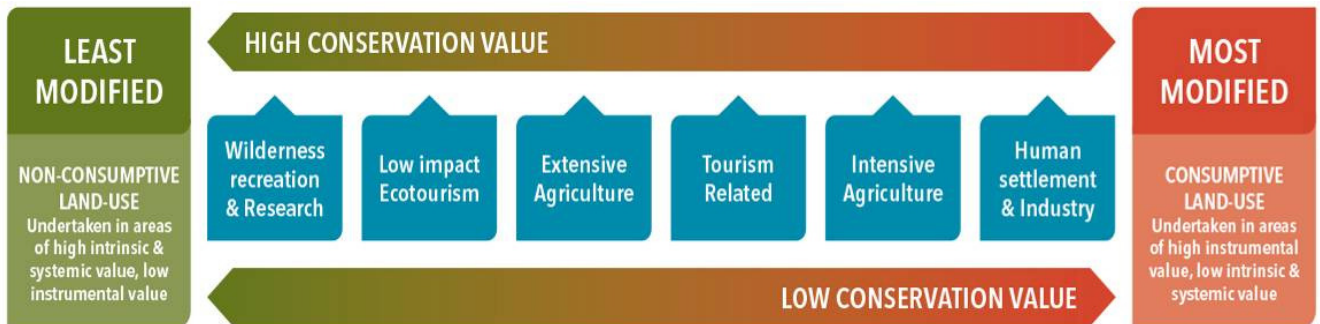 LEAST
MODIFIED
NON-CONSUMPTIVE
LAND-USE
Undertaken in areas
of high intrinsic &
systemic value, low
instrumental value
HIGH CONSERVATION VALUE
Wilderness
recreation
& Research
Low impact
Ecotourism
Extensive
Agriculture
Tourism
Related
Intensive
Agriculture
Human
settlement
& Industry
LOW CONSERVATION VALUE
MOST
MODIFIED
CONSUMPTIVE
LAND-USE
Undertaken in areas
of high instrumental
value, low intrinsic &
systemic value